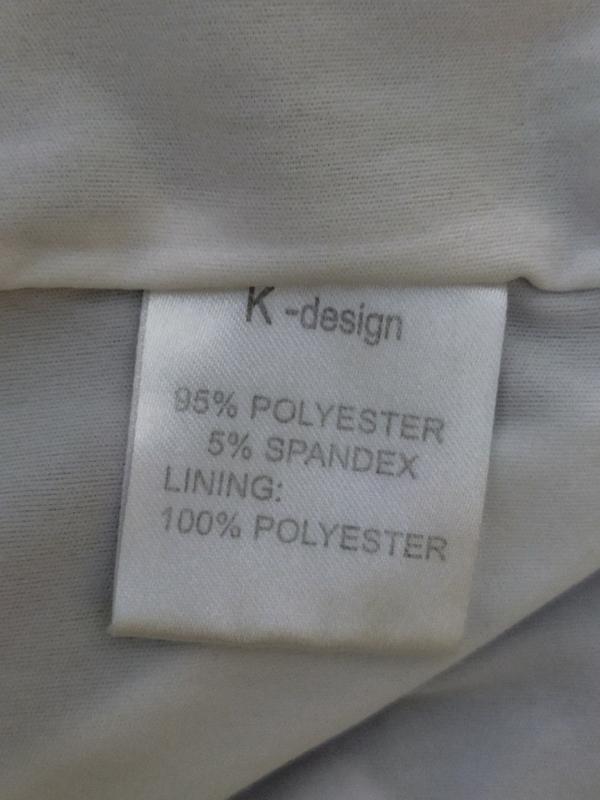 K-design
95% POLYESTER
5% SPANDEX
LINING:
100% POLYESTER